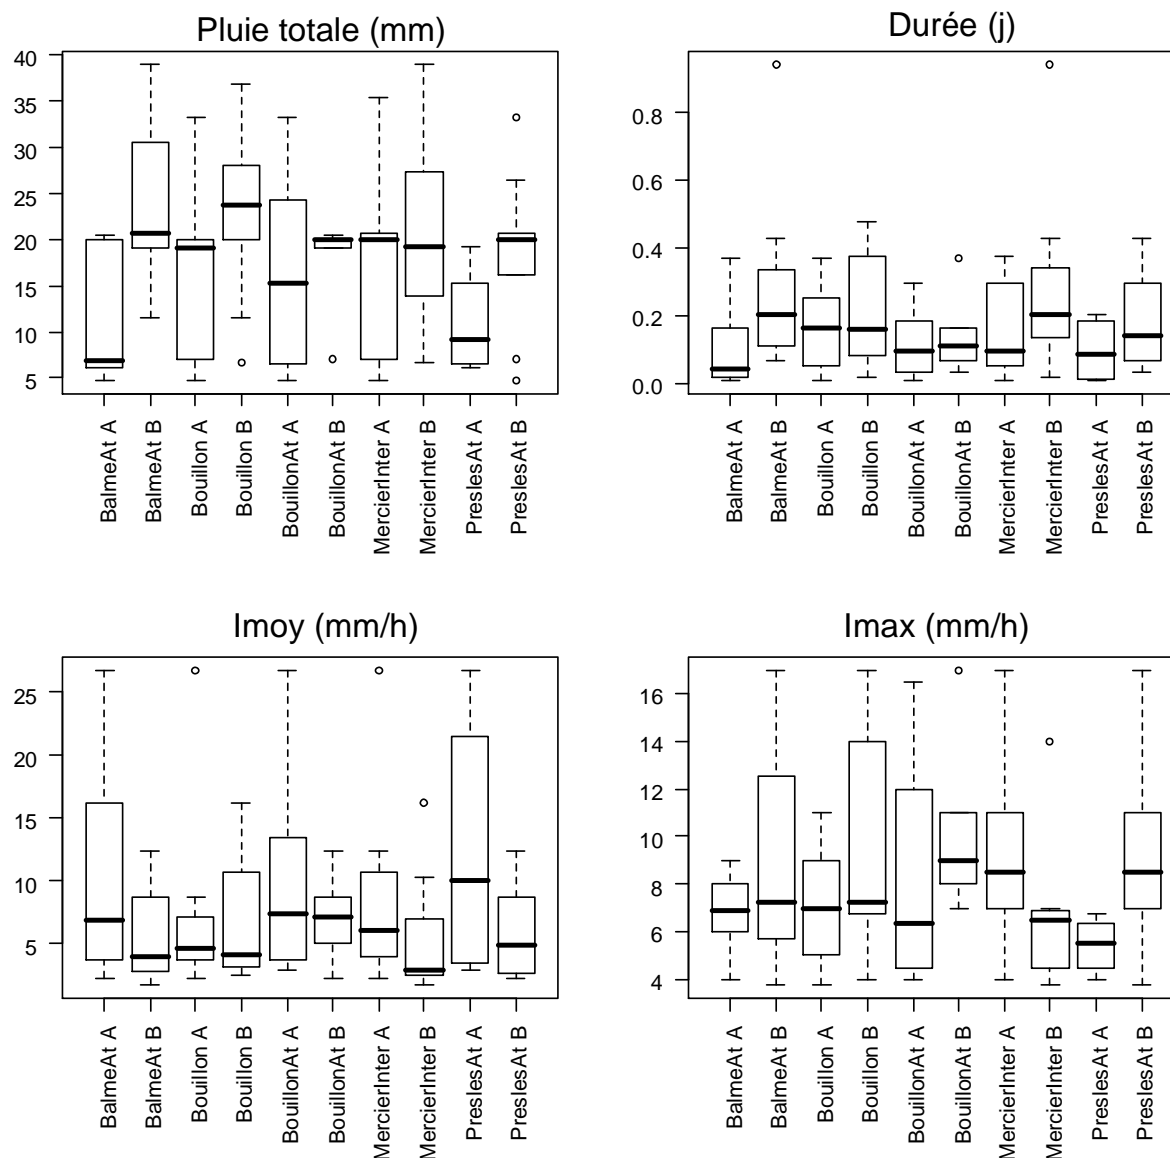 Pluie totale (mm)
40
35
30
25
20
15
10
5
BalmeAt A
BalmeAt B
Bouillon A
Bouillon B
BouillonAt A
BouillonAt B
MercierInter A
MercierInter B
PreslesAt A
PreslesAt B
Durée (j)
0.8
0.6
0.4
0.2
0.0
BalmeAt A
BalmeAt B
Bouillon A
Bouillon B
BouillonAt A
BouillonAt B
MercierInter A
MercierInter B
PreslesAt A
PreslesAt B
Imoy (mm/h)
25
20
15
10
5
BalmeAt A
BalmeAt B
Bouillon A
Bouillon B
BouillonAt A
BouillonAt B
MercierInter A
MercierInter B
PreslesAt A
PreslesAt B
Imax (mm/h)
16
14
12
10
8
6
4
BalmeAt A
BalmeAt B
Bouillon A
Bouillon B
BouillonAt A
BouillonAt B
MercierInter A
MercierInter B
PreslesAt A
PreslesAt B